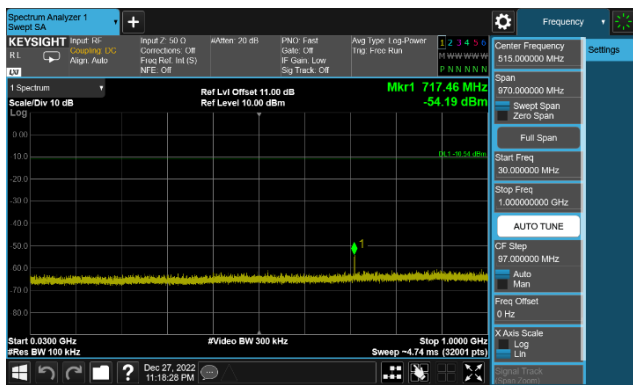 Spectrum Analyzer 1
Swept SA
Frequency
KEYSIGHT
Input: RF
Coupling: DC
Align: Auto
Input Z: 50 Ω
Corrections: Off
Freq Ref: Int (S)
NFE: Off
#Atten: 20 dB
PNO: Fast
Gate: Off
IF Gain: Low
Sig Track: Off
Avg Type: Log-Power
Trig: Free Run
1 2 3 4 5 6
M W W W W W
P N N N N N
R L
LXI
1 Spectrum
Scale/Div 10 dB
Log
Ref Lvl Offset 11.00 dB
Ref Level 10.00 dBm
Mkr1 717.46 MHz
-54.19 dBm
0.00
-10.0
-20.0
-30.0
-40.0
-50.0
-60.0
-70.0
-80.0
1
Start 0.0300 GHz
#Res BW 100 kHz
#Video BW 300 kHz
Stop 1.0000 GHz
Sweep ~4.74 ms (32001 pts)
Center Frequency
515.000000 MHz
Span
970.000000 MHz
Swept Span
Zero Span
Full Span
Start Freq
30.000000 MHz
Stop Freq
1.000000000 GHz
AUTO TUNE
CF Step
97.000000 MHz
Auto
Man
Freq Offset
0 Hz
X Axis Scale
Log
Lin
Signal Track
(Span Zoom)
Settings
?
Dec 27, 2022
11:18:28 PM